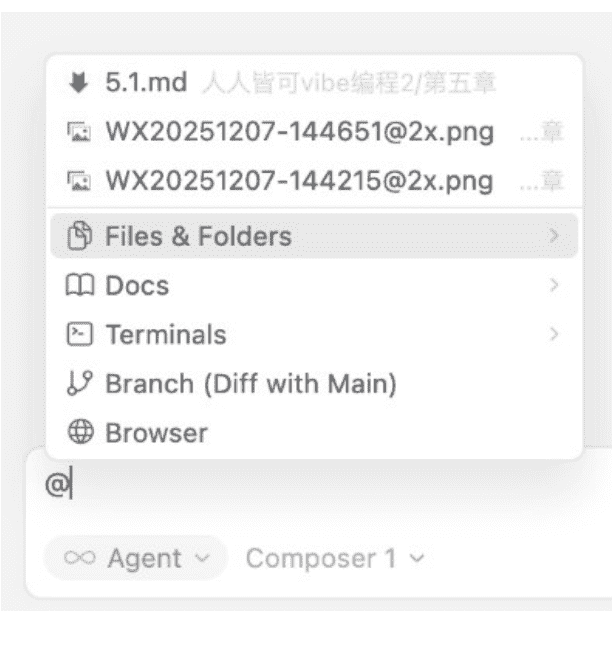 5.1.md 人人皆可vibe编程2/第五章
WX20251207-144651@2x.png ...章
WX20251207-144215@2x.png ...章
Files & Folders
Docs
Terminals
Branch (Diff with Main)
Browser
@
Agent Composer 1